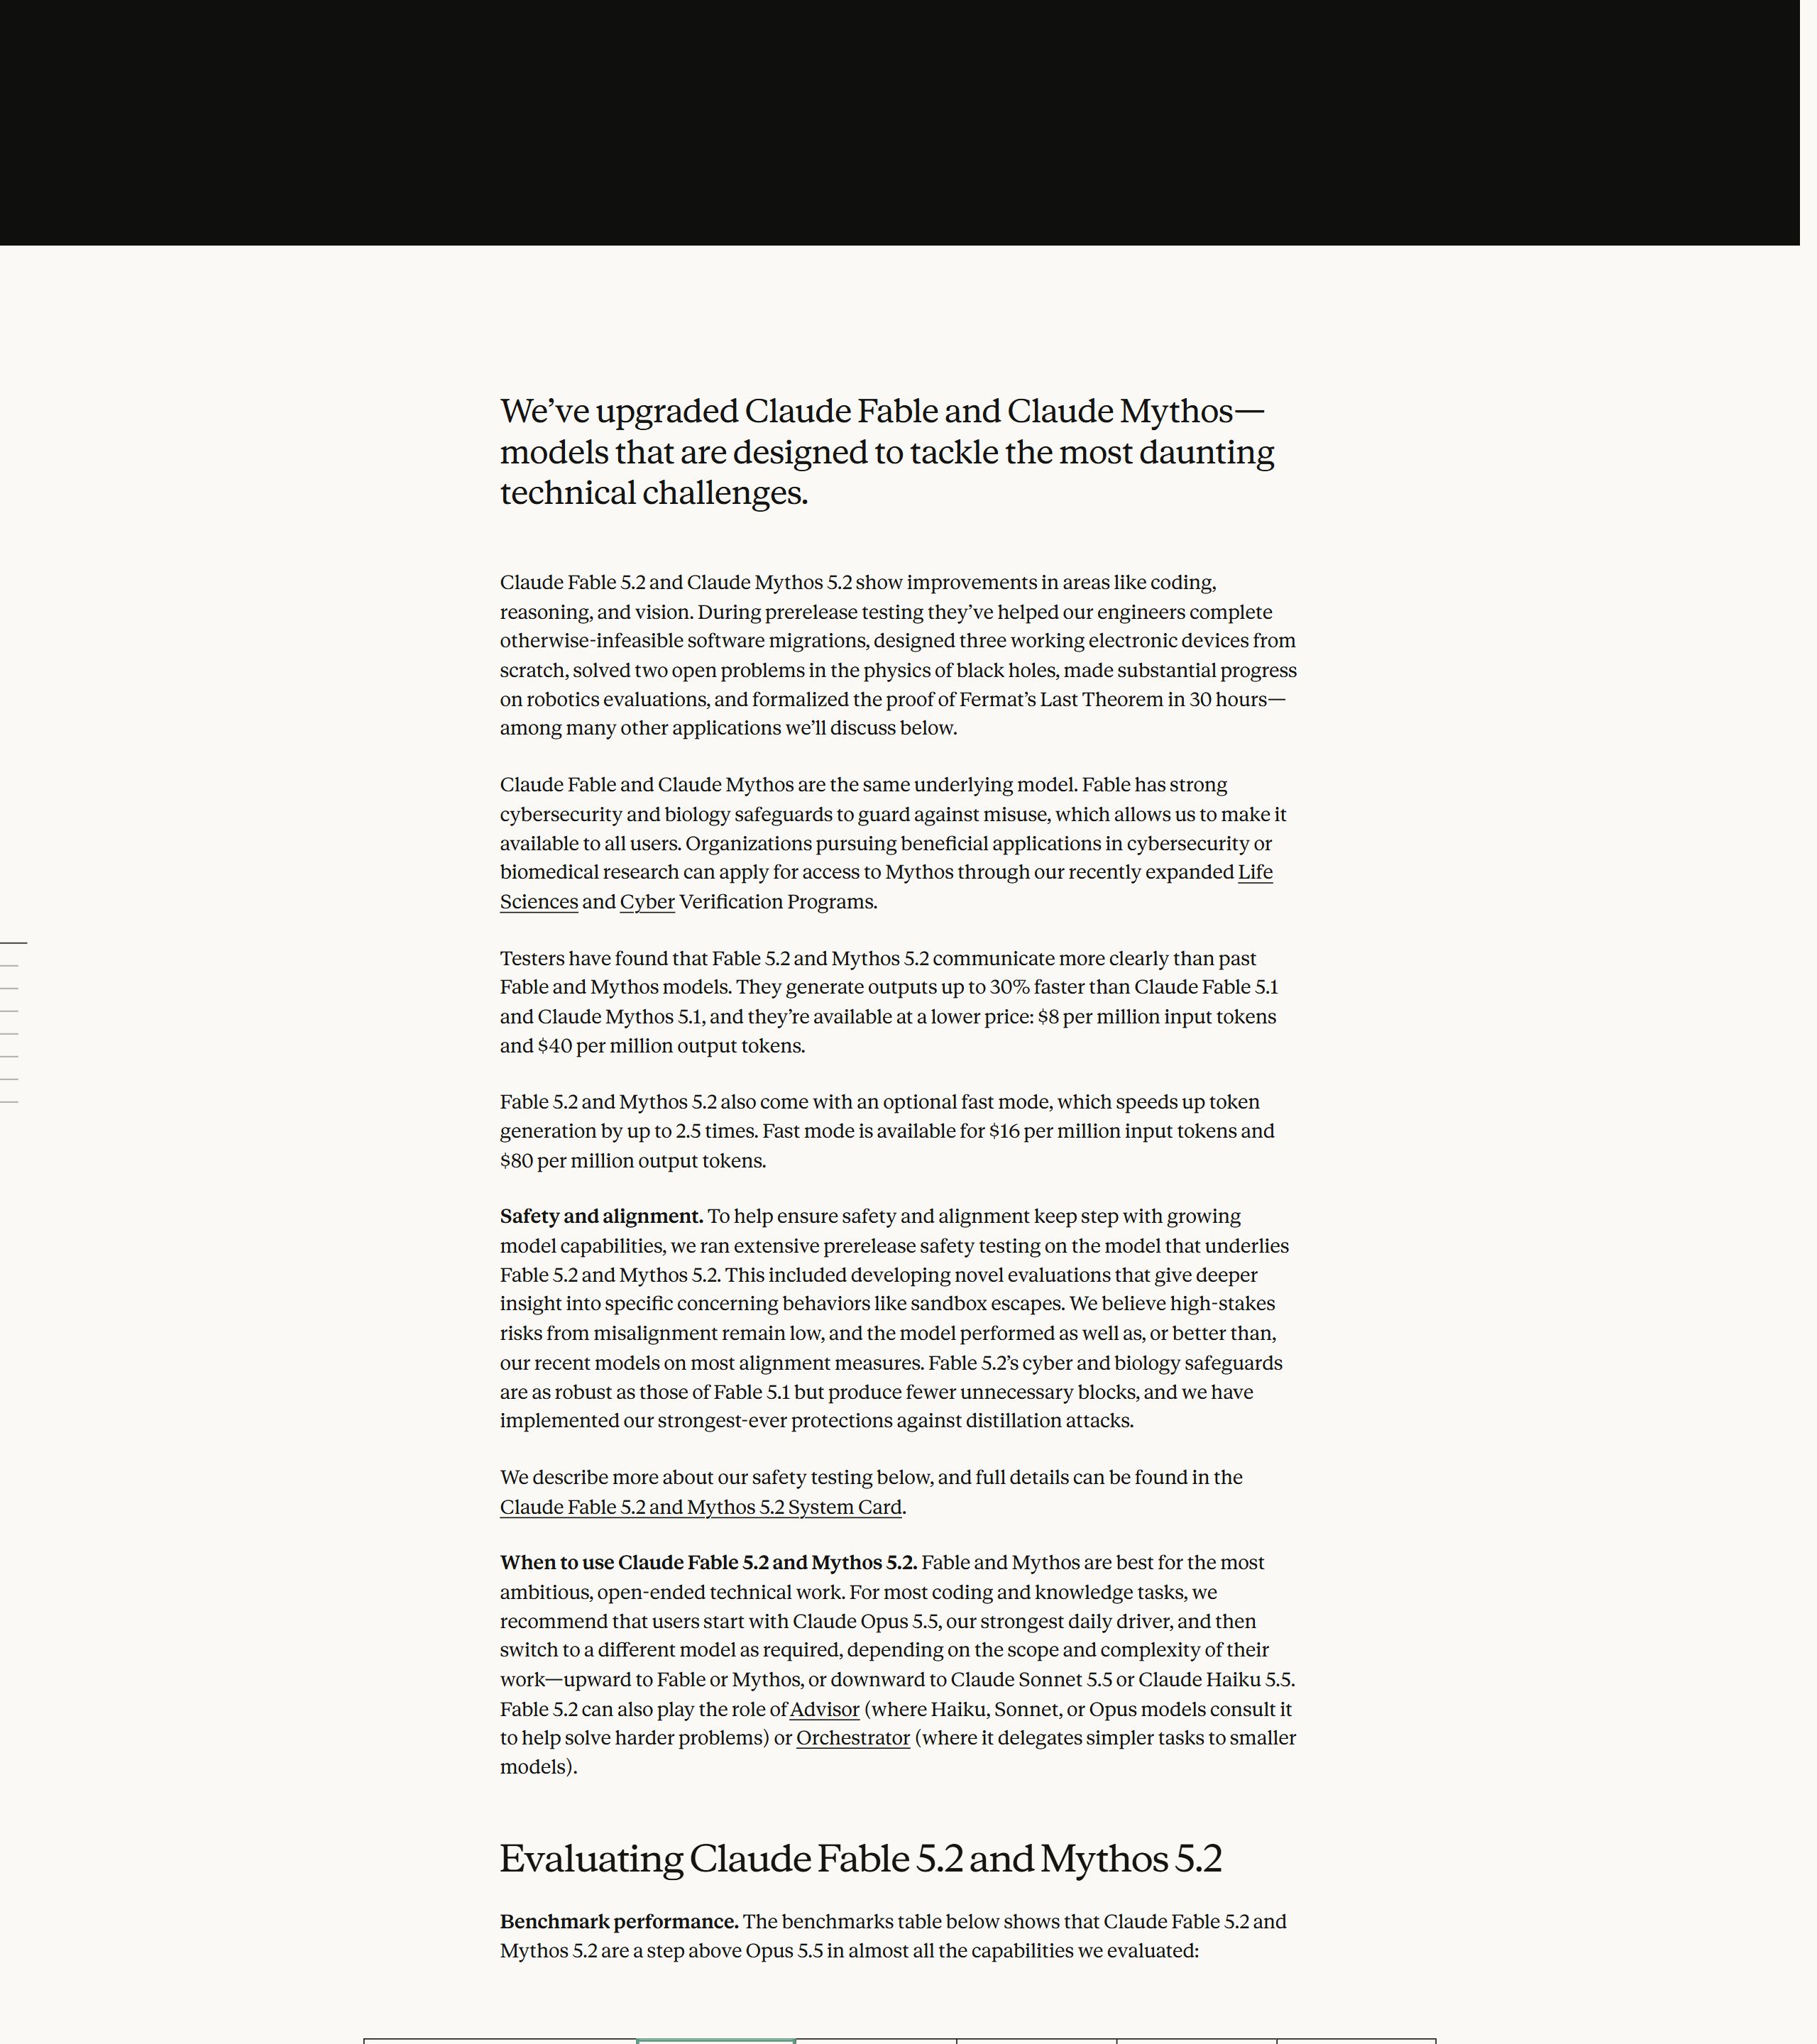 We’ve upgraded Claude Fable and Claude Mythos—
models that are designed to tackle the most daunting
technical challenges.
Claude Fable 5.2 and Claude Mythos 5.2 show improvements in areas like coding,
reasoning, and vision. During prerelease testing they’ve helped our engineers complete
otherwise-infeasible software migrations, designed three working electronic devices from
scratch, solved two open problems in the physics of black holes, made substantial progress
on robotics evaluations, and formalized the proof of Fermat’s Last Theorem in 30 hours—
among many other applications we’ll discuss below.
Claude Fable and Claude Mythos are the same underlying model. Fable has strong
cybersecurity and biology safeguards to guard against misuse, which allows us to make it
available to all users. Organizations pursuing beneficial applications in cybersecurity or
biomedical research can apply for access to Mythos through our recently expanded Life
Sciences and Cyber Verification Programs.
Testers have found that Fable 5.2 and Mythos 5.2 communicate more clearly than past
Fable and Mythos models. They generate outputs up to 30% faster than Claude Fable 5.1
and Claude Mythos 5.1, and they’re available at a lower price: $8 per million input tokens
and $40 per million output tokens.
Fable 5.2 and Mythos 5.2 also come with an optional fast mode, which speeds up token
generation by up to 2.5 times. Fast mode is available for $16 per million input tokens and
$80 per million output tokens.
Safety and alignment. To help ensure safety and alignment keep step with growing
model capabilities, we ran extensive prerelease safety testing on the model that underlies
Fable 5.2 and Mythos 5.2. This included developing novel evaluations that give deeper
insight into specific concerning behaviors like sandbox escapes. We believe high-stakes
risks from misalignment remain low, and the model performed as well as, or better than,
our recent models on most alignment measures. Fable 5.2’s cyber and biology safeguards
are as robust as those of Fable 5.1 but produce fewer unnecessary blocks, and we have
implemented our strongest-ever protections against distillation attacks.
We describe more about our safety testing below, and full details can be found in the
Claude Fable 5.2 and Mythos 5.2 System Card.
When to use Claude Fable 5.2 and Mythos 5.2. Fable and Mythos are best for the most
ambitious, open-ended technical work. For most coding and knowledge tasks, we
recommend that users start with Claude Opus 5.5, our strongest daily driver, and then
switch to a different model as required, depending on the scope and complexity of their
work—upward to Fable or Mythos, or downward to Claude Sonnet 5.5 or Claude Haiku 5.5.
Fable 5.2 can also play the role of Advisor (where Haiku, Sonnet, or Opus models consult it
to help solve harder problems) or Orchestrator (where it delegates simpler tasks to smaller
models).
Evaluating Claude Fable 5.2 and Mythos 5.2
Benchmark performance. The benchmarks table below shows that Claude Fable 5.2 and
Mythos 5.2 are a step above Opus 5.5 in almost all the capabilities we evaluated: